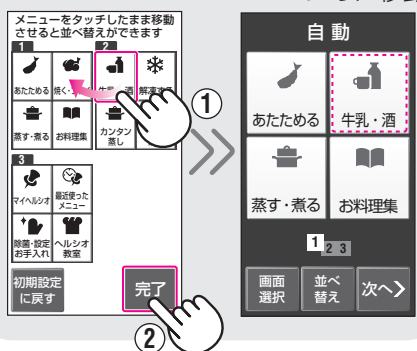 メニューをタッチしたまま移動
させると並べ替えができます
1
2
あたためる
解凍する
蒸す・煮る
お料理集
カンタン
蒸し
3
マイヘルシオ
最近使った
メニュー
除菌・設定
お手入れ
ヘルシオ
教室
初期設定
に戻す
完了
①
②
自動
あたためる
牛乳・酒
蒸す・煮る
お料理集
1 2 3
画面
選択
並べ
替え
次へ